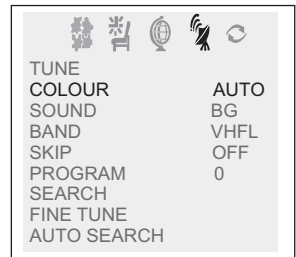 TUNE
COLOUR AUTO
SOUND BG
BAND VHFL
SKIP OFF
PROGRAM 0
SEARCH
FINE TUNE
AUTO SEARCH